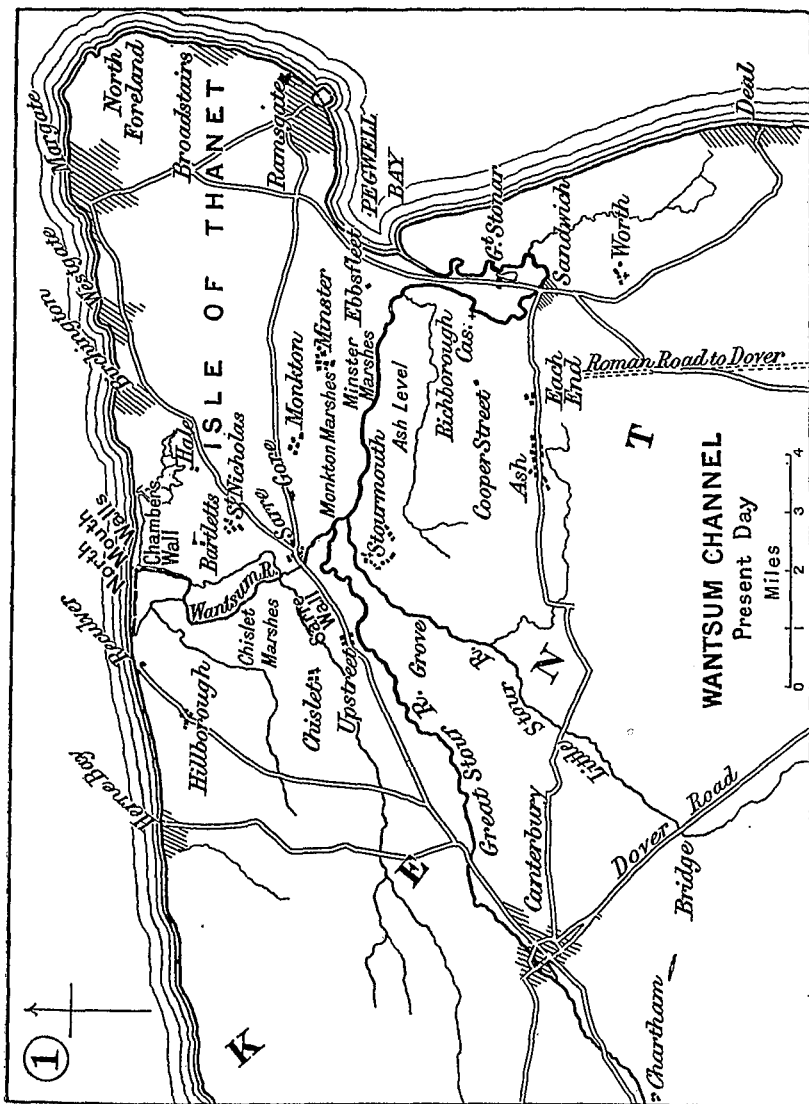 1
Margate
North
Foreland
Broadstairs
Ramsgate
Westgate
Birchington
ISLE OF THANET
PEGWELL
BAY
North
Mouth
Walls
Chambers
Wall
Hale
Bartletts
St Nicholas
Reculver
Herne Bay
Hillborough
Wantsum R.
Chislet
Marshes
Sarre
Wall
Sarre
Gore
Monkton
Monkton Marshes
Minster
Minster
Marshes
Ebbsfleet
Chislet
Upstreet
Stourmouth
Ash Level
Richborough
Cas.
Gt. Stonar
Sandwich
Worth
Deal
Cooper Street
Ash
Each
End
Roman Road to Dover
Grove
Great Stour R.
Little Stour R.
Canterbury
Dover Road
Bridge
Chartham
K
E
N
T
WANTSUM CHANNEL
Present Day
Miles
0 1 2 3 4